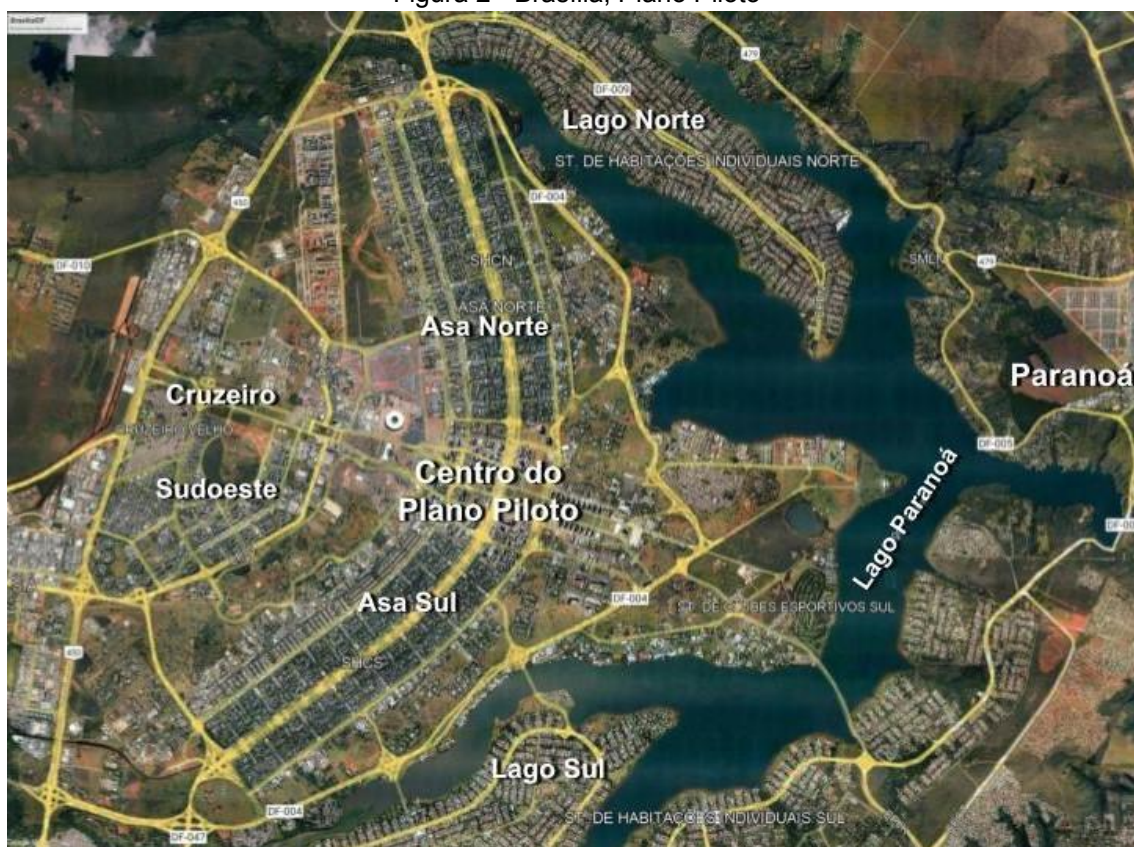 Figura 2 - Brasília, Plano Piloto
Brasília/DF
479
DF-009
Lago Norte
ST. DE HABITAÇÕES INDIVIDUAIS NORTE
450
DF-004
DF-010
SHCN
SMLN
479
ASA NORTE
Asa Norte
Paranoá
Cruzeiro
CRUZEIRO VELHO
DF-005
Centro do
Plano Piloto
Sudoeste
Lago Paranoá
Asa Sul
DF-004
ST. DE CLUBES ESPORTIVOS SUL
450
SHCS
Lago Sul
DF-004
ST. DE HABITAÇÕES INDIVIDUAIS SUL
DF-047